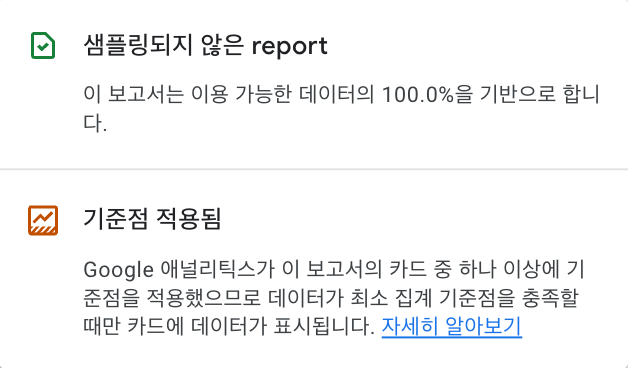 샘플링되지 않은 report
이 보고서는 이용 가능한 데이터의 100.0%을 기반으로 합니
다.
기준점 적용됨
Google 애널리틱스가 이 보고서의 카드 중 하나 이상에 기
준점을 적용했으므로 데이터가 최소 집계 기준점을 충족할
때만 카드에 데이터가 표시됩니다. 자세히 알아보기